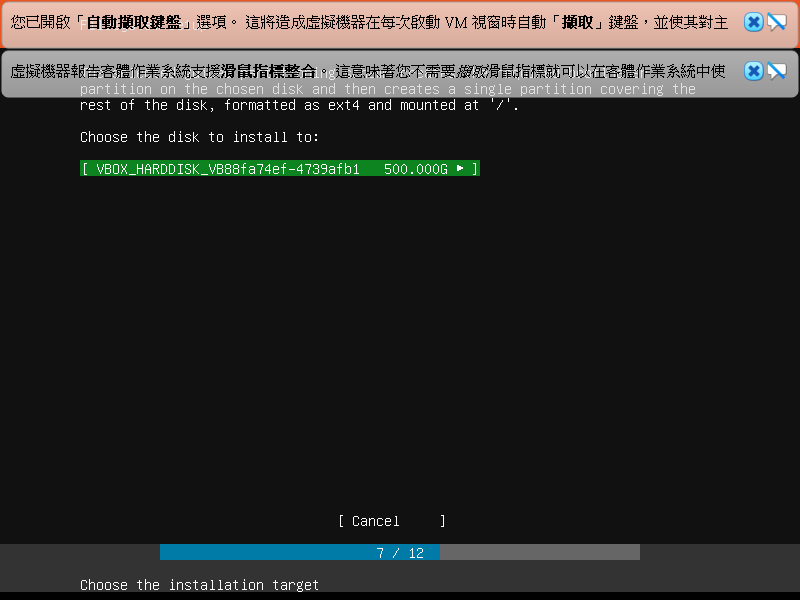 您已開啟「自動擷取鍵盤」選項。 這將造成虛擬機器在每次啟動 VM 視窗時自動「擷取」鍵盤，並使其對主
虛擬機器報告客體作業系統支援滑鼠指標整合。 這意味著您不需要擷取滑鼠指標就可以在客體作業系統中使
partition on the chosen disk and then creates a single partition covering the
rest of the disk, formatted as ext4 and mounted at '/'.
Choose the disk to install to:
[ VBOX_HARDDISK_VB88fa74ef-4739afb1 500.000G ▸ ]
[ Cancel ]
7 / 12
Choose the installation target